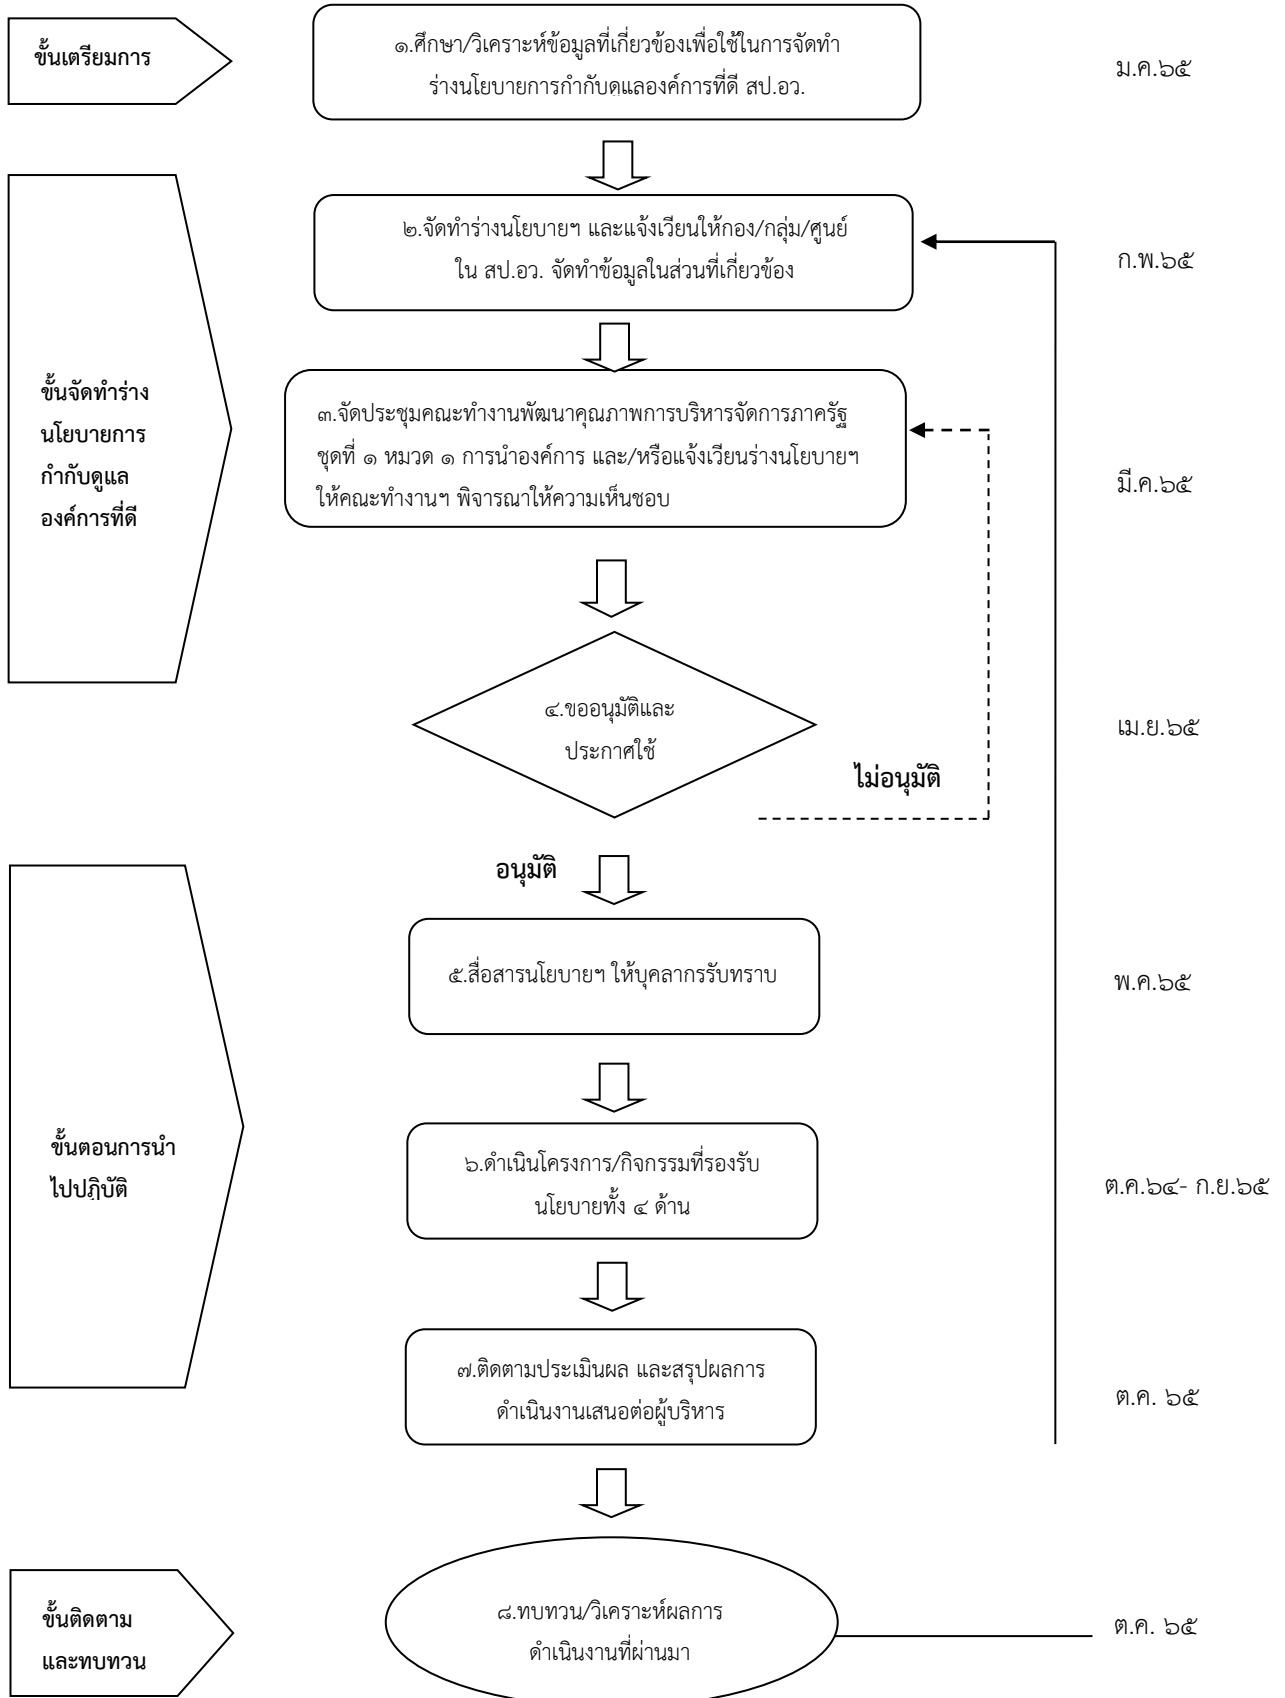 ขั้นเตรียมการ
๑.ศึกษา/วิเคราะห์ข้อมูลที่เกี่ยวข้องเพื่อใช้ในการจัดทำ
ร่างนโยบายการกำกับดูแลองค์การที่ดี สป.อว.
ม.ค.๖๕
๒.จัดทำร่างนโยบายฯ และแจ้งเวียนให้กอง/กลุ่ม/ศูนย์
ใน สป.อว. จัดทำข้อมูลในส่วนที่เกี่ยวข้อง
ก.พ.๖๕
ขั้นจัดทำร่าง
นโยบายการ
กำกับดูแล
องค์การที่ดี
๓.จัดประชุมคณะทำงานพัฒนาคุณภาพการบริหารจัดการภาครัฐ
ชุดที่ ๑ หมวด ๑ การนำองค์การ และ/หรือแจ้งเวียนร่างนโยบายฯ
ให้คณะทำงานฯ พิจารณาให้ความเห็นชอบ
มี.ค.๖๕
๔.ขออนุมัติและ
ประกาศใช้
เม.ย.๖๕
ไม่อนุมัติ
อนุมัติ
๕.สื่อสารนโยบายฯ ให้บุคลากรรับทราบ
พ.ค.๖๕
ขั้นตอนการนำ
ไปปฏิบัติ
๖.ดำเนินโครงการ/กิจกรรมที่รองรับ
นโยบายทั้ง ๔ ด้าน
ต.ค.๖๔- ก.ย.๖๕
๗.ติดตามประเมินผล และสรุปผลการ
ดำเนินงานเสนอต่อผู้บริหาร
ต.ค. ๖๕
ขั้นติดตาม
และทบทวน
๘.ทบทวน/วิเคราะห์ผลการ
ดำเนินงานที่ผ่านมา
ต.ค. ๖๕